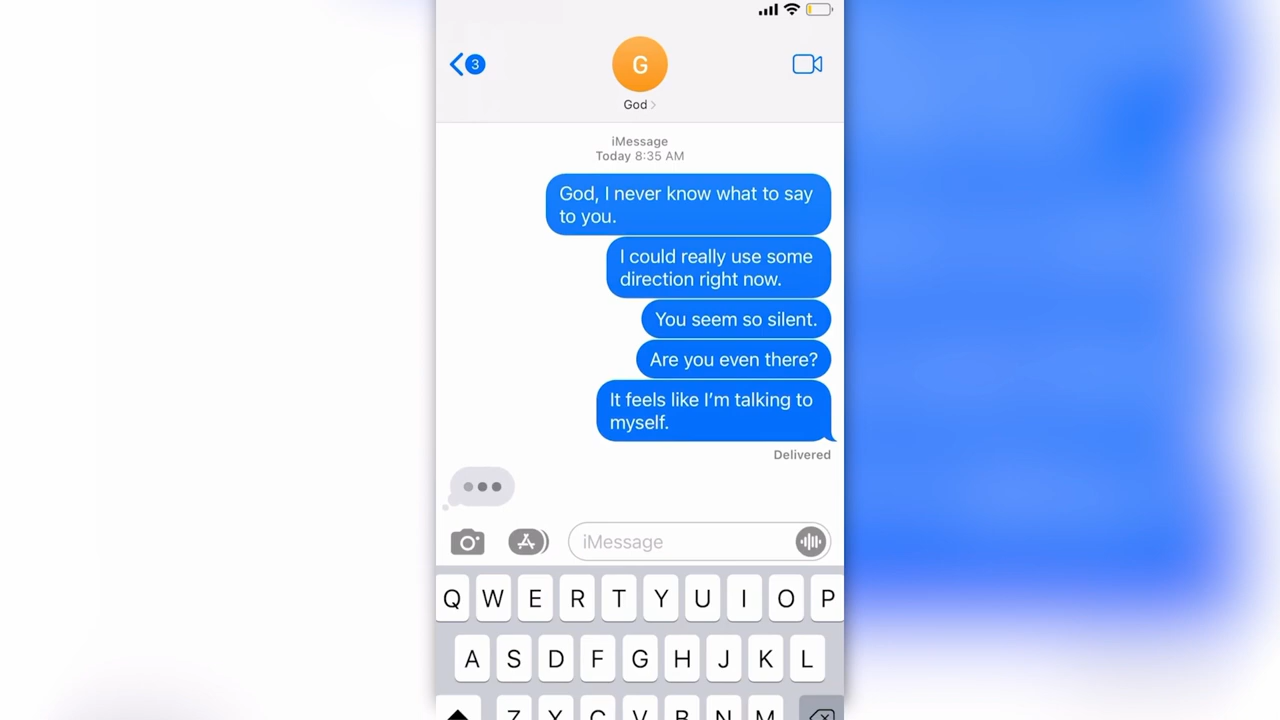 3
G
God
iMessage
Today 8:35 AM
God, I never know what to say
to you.
I could really use some
direction right now.
You seem so silent.
Are you even there?
It feels like I’m talking to
myself.
Delivered
iMessage
Q W E R T Y U I O P
A S D F G H J K L
Z X C V B N M